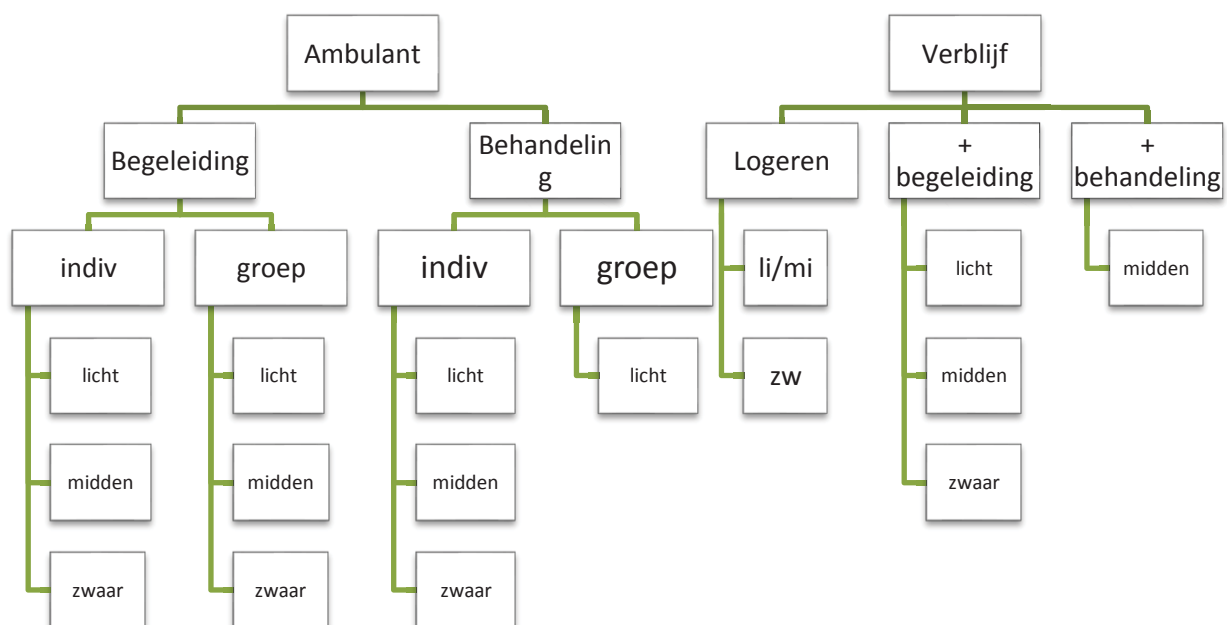 Ambulant
Verblijf
Begeleiding
Behandelin
g
Logeren
+
begeleiding
+
behandeling
indiv
groep
indiv
groep
li/mi
licht
midden
licht
licht
licht
licht
zw
midden
midden
midden
midden
zwaar
zwaar
zwaar
zwaar